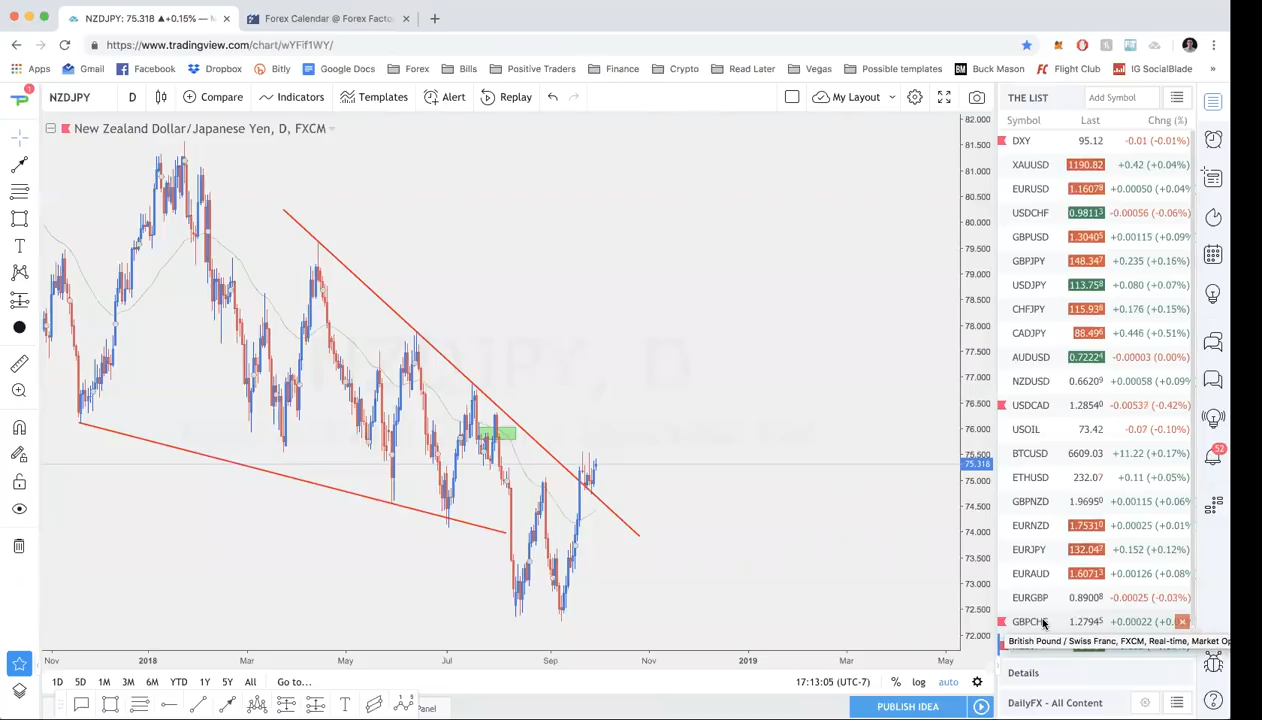 NZDJPY: 75.318 ▲+0.15% —
Forex Calendar @ Forex Facto
https://www.tradingview.com/chart/wYFif1WY/
Apps Gmail Facebook Dropbox Bitly Google Docs Forex Bills Positive Traders Finance Crypto Read Later Vegas Possible templates Buck Mason Flight Club IG SocialBlade »
NZDJPY D Compare Indicators Templates Alert Replay My Layout THE LIST Add Symbol
New Zealand Dollar/Japanese Yen, D, FXCM
Symbol Last Chng (%)
DXY 95.12 -0.01 (-0.01%)
XAUUSD 1190.82 +0.42 (+0.04%)
EURUSD 1.16078 +0.00050 (+0.04%
USDCHF 0.98113 -0.00056 (-0.06%)
GBPUSD 1.30405 +0.00115 (+0.09%
GBPJPY 148.347 +0.235 (+0.16%)
USDJPY 113.758 +0.080 (+0.07%)
CHFJPY 115.938 +0.176 (+0.15%)
CADJPY 88.496 +0.446 (+0.51%)
AUDUSD 0.72224 -0.00003 (0.00%)
NZDUSD 0.66209 +0.00058 (+0.09%
USDCAD 1.28540 -0.00537 (-0.42%)
USOIL 73.42 -0.07 (-0.10%)
BTCUSD 6609.03 +11.22 (+0.17%)
ETHUSD 232.07 +0.11 (+0.05%)
GBPNZD 1.96950 +0.00115 (+0.06%
EURNZD 1.75310 +0.00025 (+0.01%
EURJPY 132.047 +0.152 (+0.12%)
EURAUD 1.60713 +0.00126 (+0.08%
EURGBP 0.89008 -0.00025 (-0.03%)
GBPCHF 1.27945 +0.00022 (+0.
British Pound / Swiss Franc, FXCM, Real-time, Market Op
Details
DailyFX - All Content
52
82.000
81.500
81.000
80.500
80.000
79.500
79.000
78.500
78.000
77.500
77.000
76.500
76.000
75.500
75.318
75.000
74.500
74.000
73.500
73.000
72.500
72.000
NZDJPY, D
Nov 2018 Mar May Jul Sep Nov 2019 Mar May
1D 5D 1M 3M 6M YTD 1Y 5Y All Go to... 17:13:05 (UTC-7) % log auto
Panel
PUBLISH IDEA